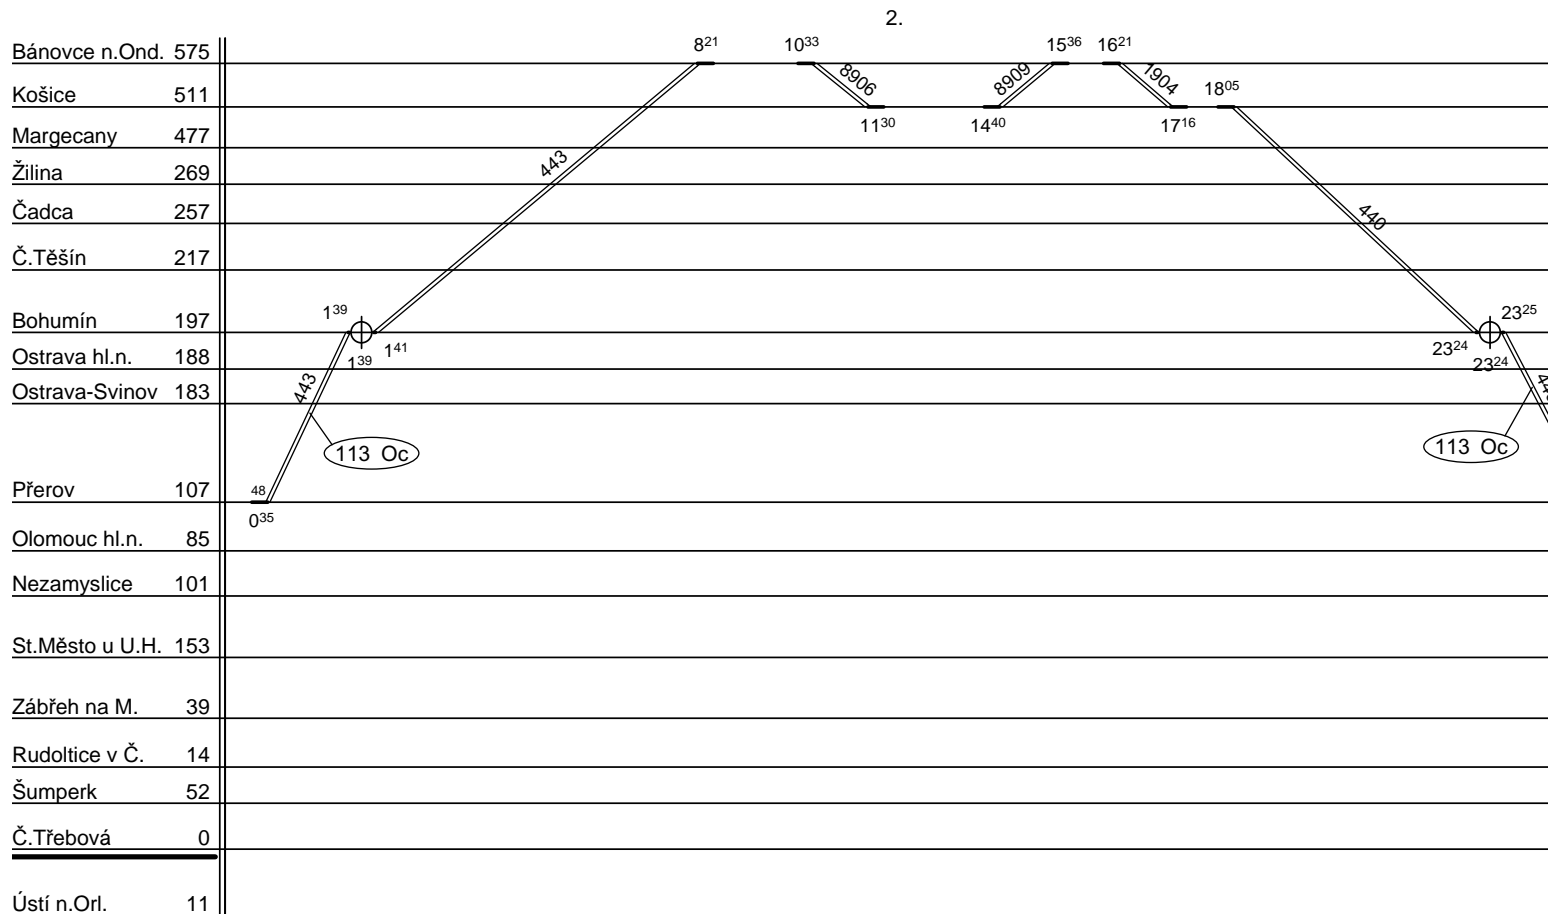 2.
Bánovce n.Ond. 575 8²¹ 10³³ 15³⁶ 16²¹
8906 8909 1904
Košice 511 18⁰⁵
11³⁰ 14⁴⁰ 17¹⁶
Margecany 477
443
Žilina 269
Čadca 257
440
Č.Těšín 217
Bohumín 197 1³⁹ 23²⁵
1³⁹ 1⁴¹ 23²⁴ 23²⁴
Ostrava hl.n. 188
443
Ostrava-Svinov 183
113 Oc 113 Oc
Přerov 107 48
0³⁵
Olomouc hl.n. 85
Nezamyslice 101
St.Město u U.H. 153
Zábřeh na M. 39
Rudoltice v Č. 14
Šumperk 52
Č.Třebová 0
Ústí n.Orl. 11